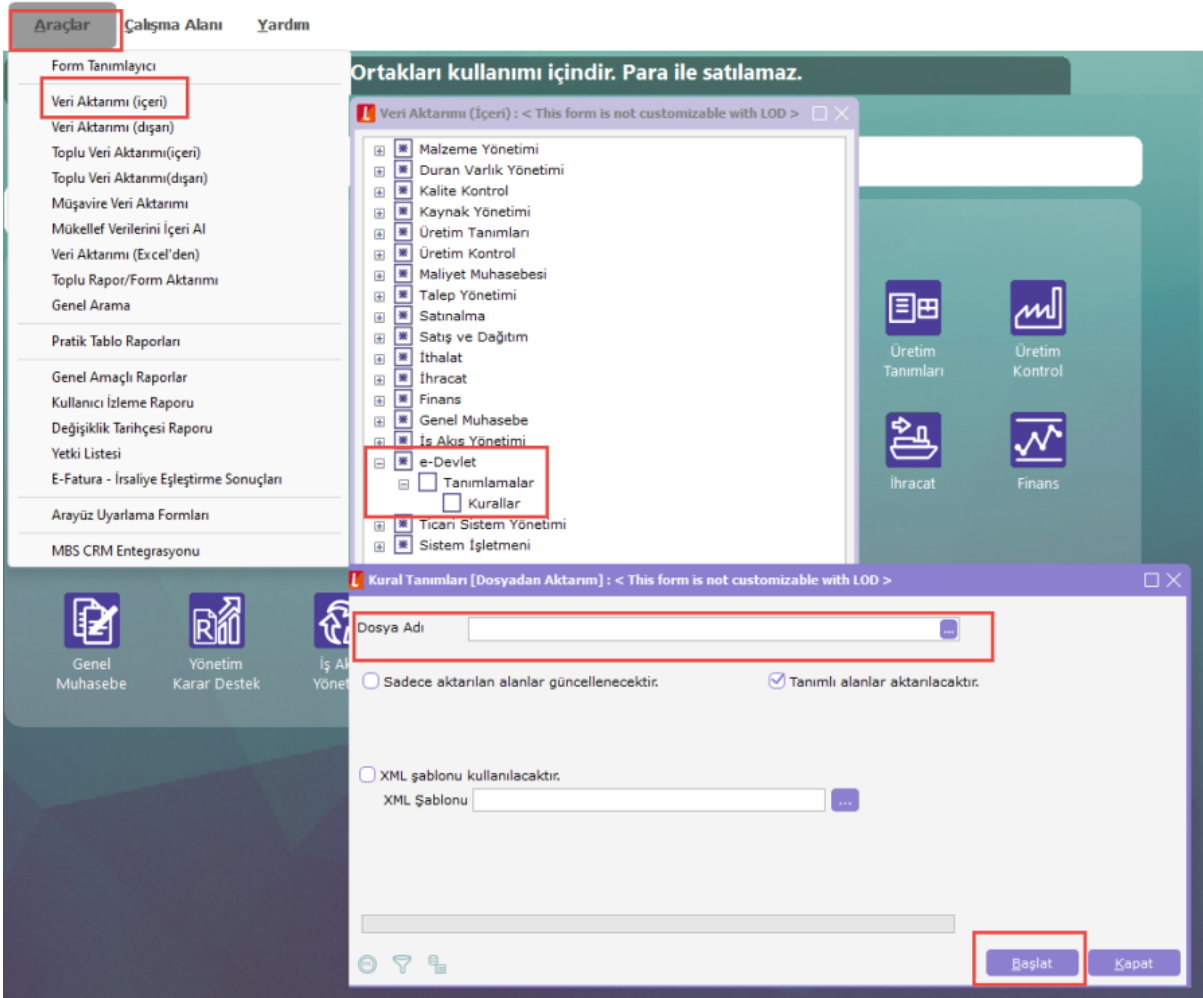 Araçlar
Çalışma Alanı
Yardım
Form Tanımlayıcı
Veri Aktarımı (içeri)
Veri Aktarımı (dışarı)
Toplu Veri Aktarımı(içeri)
Toplu Veri Aktarımı(dışarı)
Müşavire Veri Aktarımı
Mükellef Verilerini İçeri Al
Veri Aktarımı (Excel'den)
Toplu Rapor/Form Aktarımı
Genel Arama
Pratik Tablo Raporları
Genel Amaçlı Raporlar
Kullanıcı İzleme Raporu
Değişiklik Tarihçesi Raporu
Yetki Listesi
E-Fatura - İrsaliye Eşleştirme Sonuçları
Arayüz Uyarlama Formları
MBS CRM Entegrasyonu
Ortakları kullanımı içindir. Para ile satılamaz.
Veri Aktarımı (İçeri) : < This form is not customizable with LOD >
Malzeme Yönetimi
Duran Varlık Yönetimi
Kalite Kontrol
Kaynak Yönetimi
Üretim Tanımları
Üretim Kontrol
Maliyet Muhasebesi
Talep Yönetimi
Satınalma
Satış ve Dağıtım
İthalat
İhracat
Finans
Genel Muhasebe
İş Akış Yönetimi
e-Devlet
Tanımlamalar
Kurallar
Ticari Sistem Yönetimi
Sistem İşletmeni
Üretim
Tanımları
Üretim
Kontrol
İhracat
Finans
Genel
Muhasebe
Yönetim
Karar Destek
İş Ak
Yönet
Kural Tanımları [Dosyadan Aktarım] : < This form is not customizable with LOD >
Dosya Adı
...
Sadece aktarılan alanlar güncellenecektir.
Tanımlı alanlar aktarılacaktır.
XML şablonu kullanılacaktır.
XML Şablonu
...
Başlat
Kapat